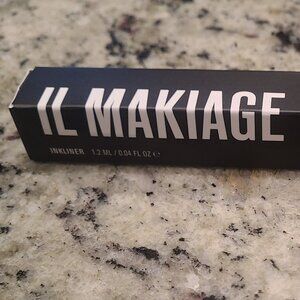 IL MAKIAGE
INKLINER 1.2 ML / 0.04 FL OZ ℮